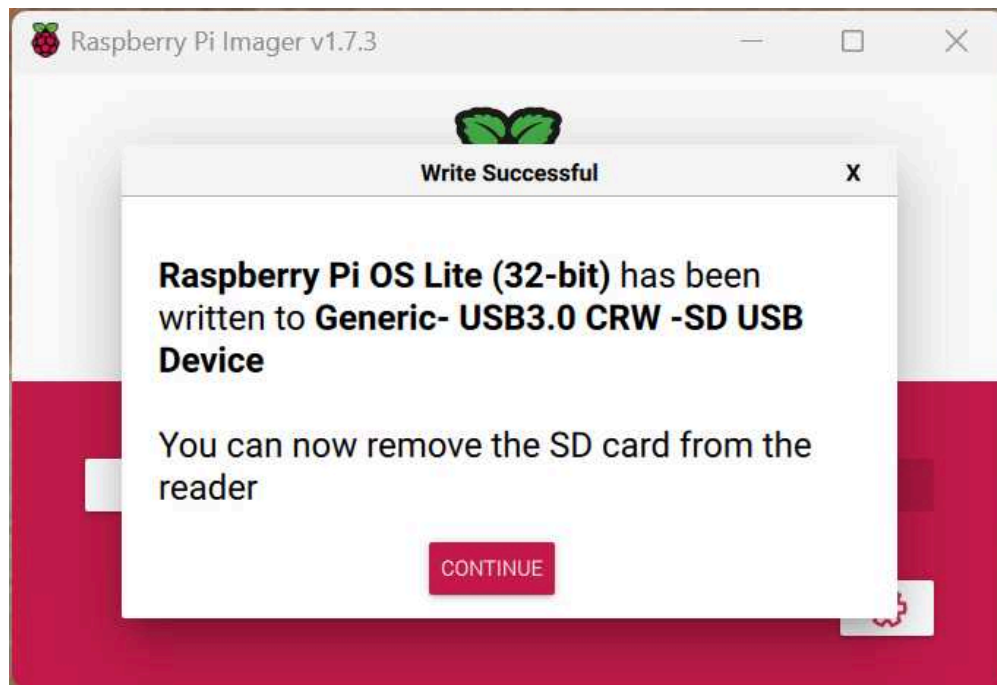 Raspberry Pi Imager v1.7.3
Write Successful
X
Raspberry Pi OS Lite (32-bit) has been
written to Generic- USB3.0 CRW -SD USB
Device
You can now remove the SD card from the
reader
CONTINUE